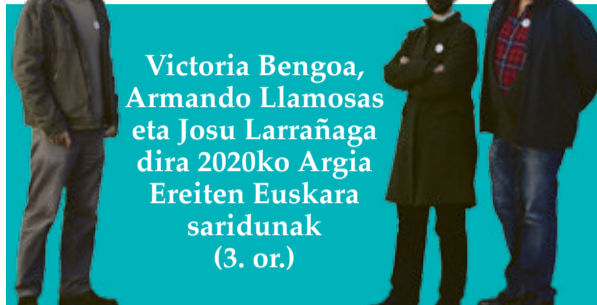 Victoria Bengoa,
Armando Llamosas
eta Josu Larrañaga
dira 2020ko Argia
Ereiten Euskara
saridunak
(3. or.)